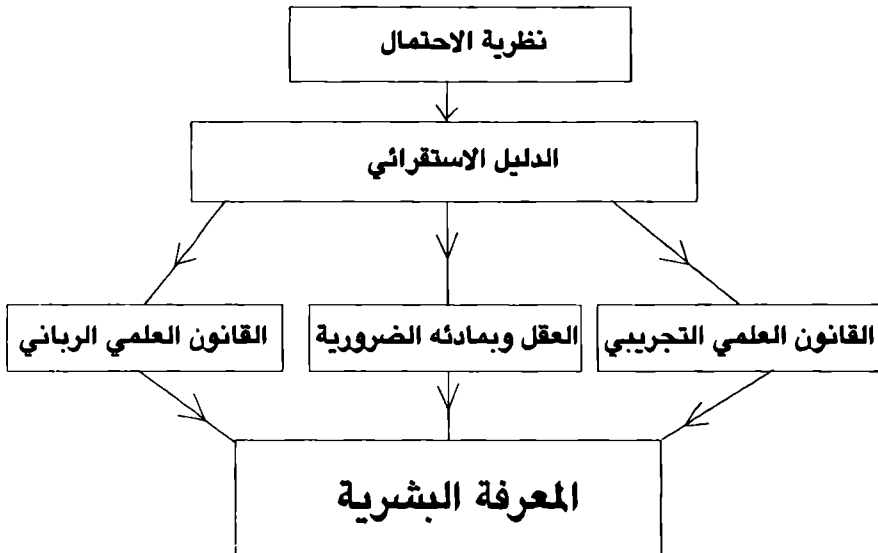 نظرية الاحتمال
الدليل الاستقرائي
القانون العلمي التجريبي
العقل وبمادئه الضرورية
القانون العلمي الرباني
المعرفة البشرية